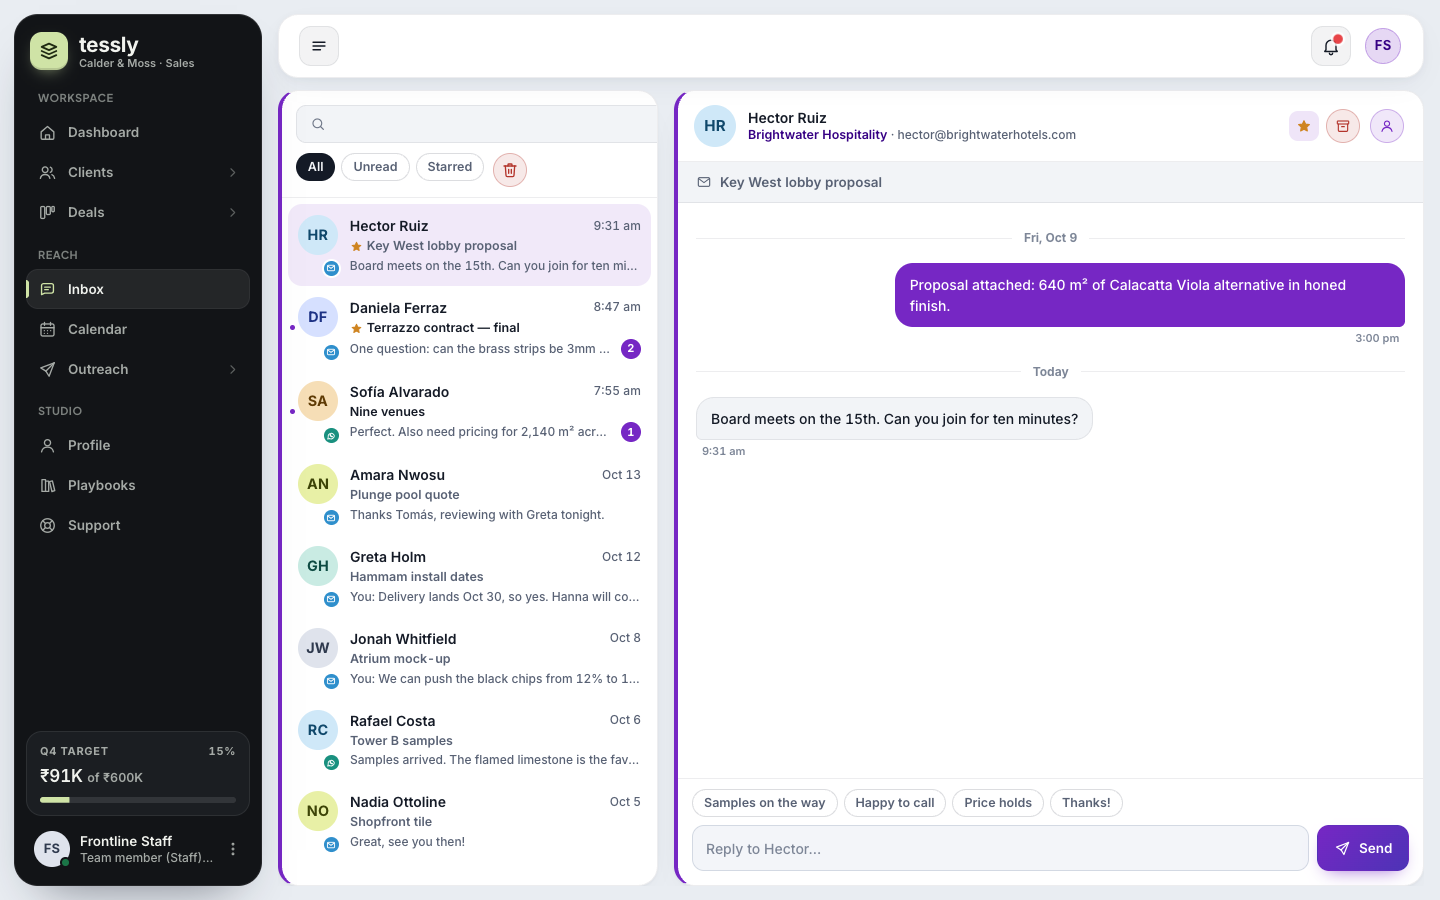 tessly
Calder & Moss · Sales
WORKSPACE
Dashboard
Clients
Deals
REACH
Inbox
Calendar
Outreach
STUDIO
Profile
Playbooks
Support
Q4 TARGET 15%
₹91K of ₹600K
FS
Frontline Staff
Team member (Staff)...
FS
All Unread Starred
HR
Hector Ruiz 9:31 am
Key West lobby proposal
Board meets on the 15th. Can you join for ten mi...
DF
Daniela Ferraz 8:47 am
Terrazzo contract — final
One question: can the brass strips be 3mm ... 2
SA
Sofía Alvarado 7:55 am
Nine venues
Perfect. Also need pricing for 2,140 m² acr... 1
AN
Amara Nwosu Oct 13
Plunge pool quote
Thanks Tomás, reviewing with Greta tonight.
GH
Greta Holm Oct 12
Hammam install dates
You: Delivery lands Oct 30, so yes. Hanna will co...
JW
Jonah Whitfield Oct 8
Atrium mock-up
You: We can push the black chips from 12% to 1...
RC
Rafael Costa Oct 6
Tower B samples
Samples arrived. The flamed limestone is the fav...
NO
Nadia Ottoline Oct 5
Shopfront tile
Great, see you then!
HR
Hector Ruiz
Brightwater Hospitality · hector@brightwaterhotels.com
Key West lobby proposal
Fri, Oct 9
Proposal attached: 640 m² of Calacatta Viola alternative in honed
finish.
3:00 pm
Today
Board meets on the 15th. Can you join for ten minutes?
9:31 am
Samples on the way Happy to call Price holds Thanks!
Reply to Hector...
Send